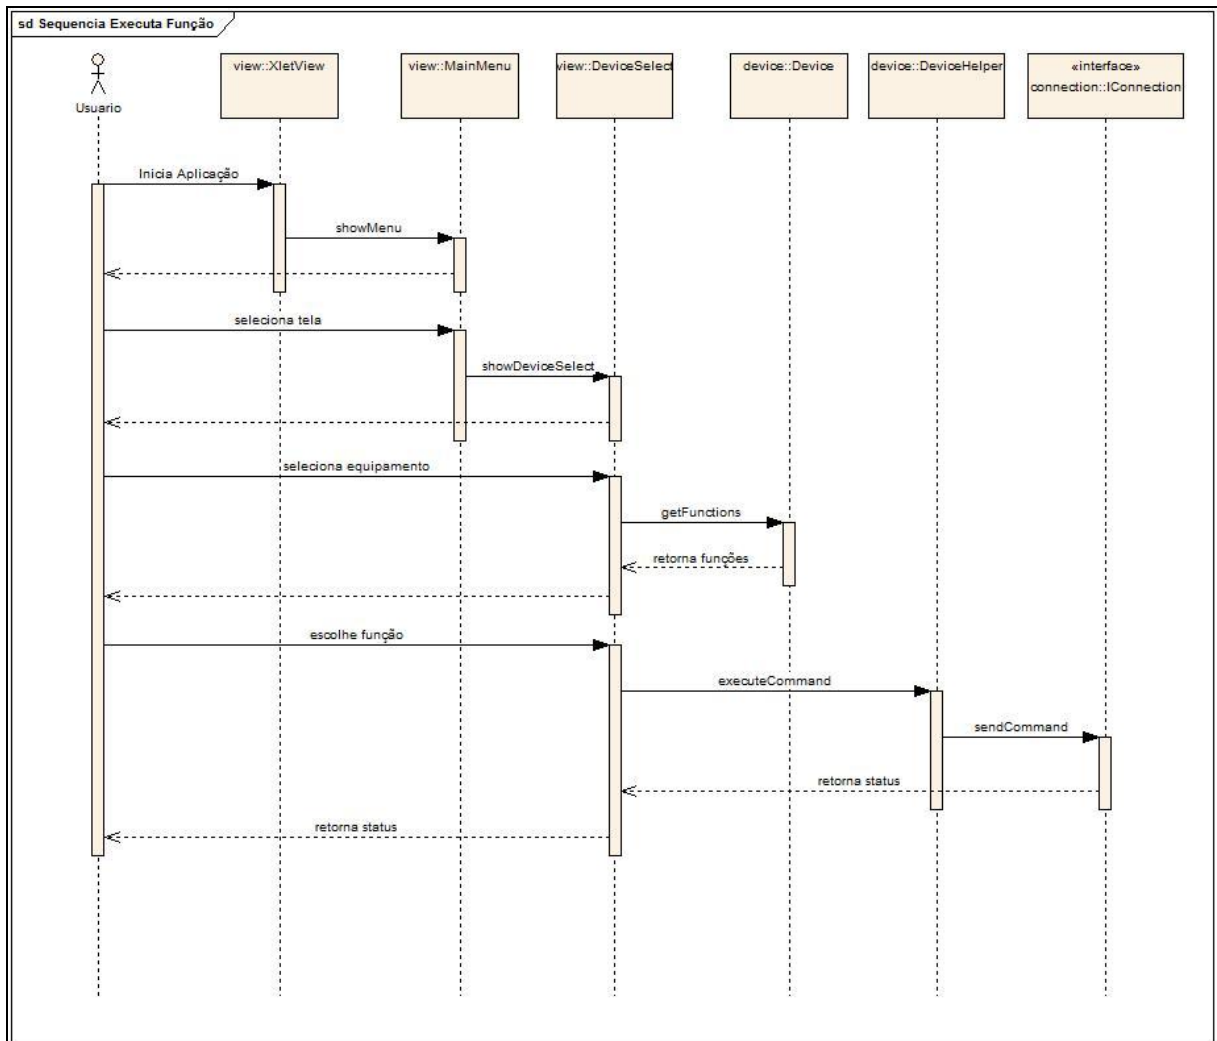 sd Sequencia Executa Função
Usuario
view::XletView
view::MainMenu
view::DeviceSelect
device::Device
device::DeviceHelper
«interface»
connection::IConnection
Inicia Aplicação
showMenu
seleciona tela
showDeviceSelect
seleciona equipamento
getFunctions
retorna funções
escolhe função
executeCommand
sendCommand
retorna status
retorna status